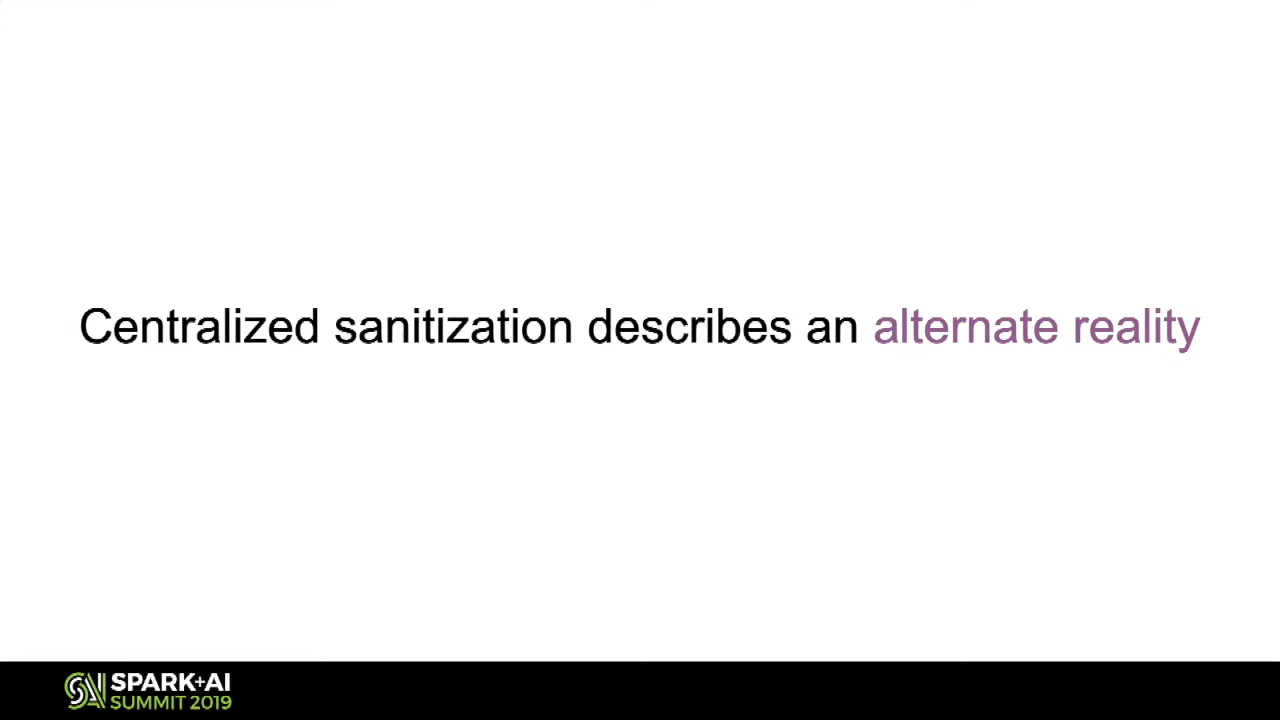 Centralized sanitization describes an alternate reality
SPARK+AI
SUMMIT 2019